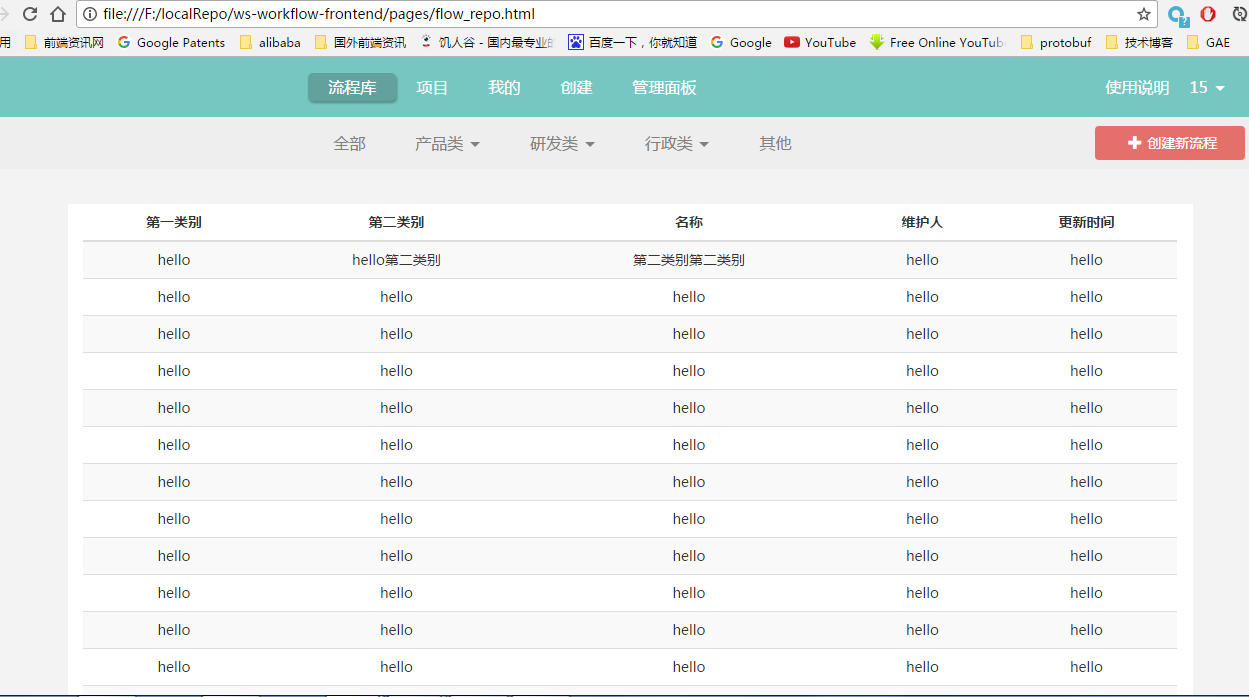 file:///F:/localRepo/ws-workflow-frontend/pages/flow_repo.html
用 前端资讯网 Google Patents alibaba 国外前端资讯 饥人谷 - 国内最专业 百度一下，你就知道 Google YouTube Free Online YouTub protobuf 技术博客 GAE
流程库 项目 我的 创建 管理面板 使用说明 15
全部 产品类 研发类 行政类 其他 创建新流程
第一类别 第二类别 名称 维护人 更新时间
hello hello第二类别 第二类别第二类别 hello hello
hello hello hello hello hello
hello hello hello hello hello
hello hello hello hello hello
hello hello hello hello hello
hello hello hello hello hello
hello hello hello hello hello
hello hello hello hello hello
hello hello hello hello hello
hello hello hello hello hello
hello hello hello hello hello
hello hello hello hello hello